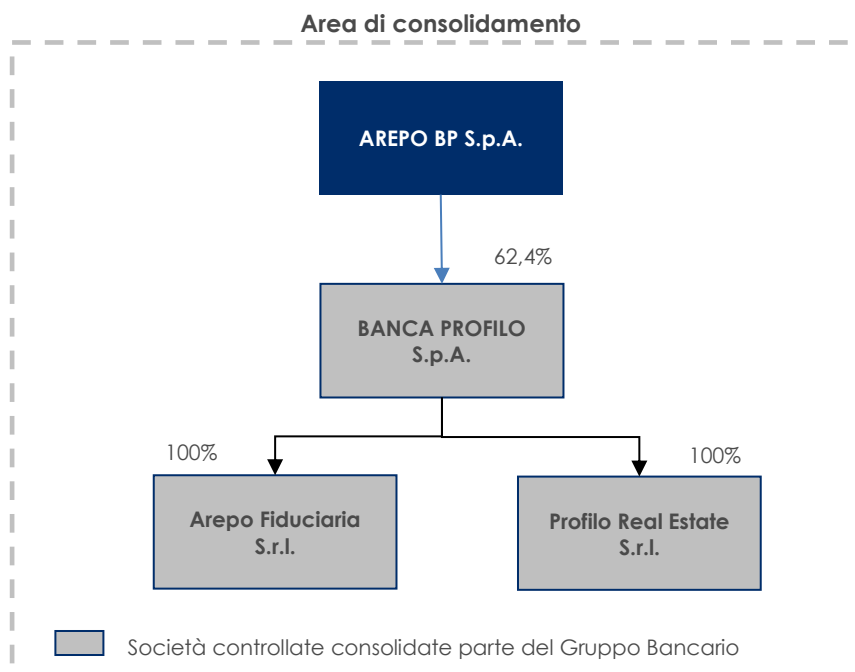 Area di consolidamento
AREPO BP S.p.A.
62,4%
BANCA PROFILO
S.p.A.
100%
100%
Arepo Fiduciaria
S.r.l.
Profilo Real Estate
S.r.l.
Società controllate consolidate parte del Gruppo Bancario